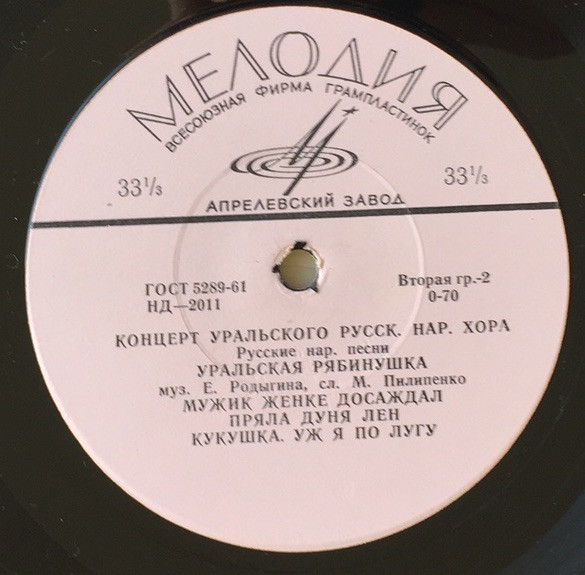 МЕЛОДИЯ
ВСЕСОЮЗНАЯ ФИРМА ГРАМПЛАСТИНОК
33⅓ 33⅓
АПРЕЛЕВСКИЙ ЗАВОД
ГОСТ 5289-61 Вторая гр.-2
НД—2011 0-70
КОНЦЕРТ УРАЛЬСКОГО РУССК. НАР. ХОРА
Русские нар. песни
УРАЛЬСКАЯ РЯБИНУШКА
муз. Е. Родыгина, сл. М. Пилипенко
МУЖИК ЖЕНКЕ ДОСАЖДАЛ
ПРЯЛА ДУНЯ ЛЕН
КУКУШКА. УЖ Я ПО ЛУГУ